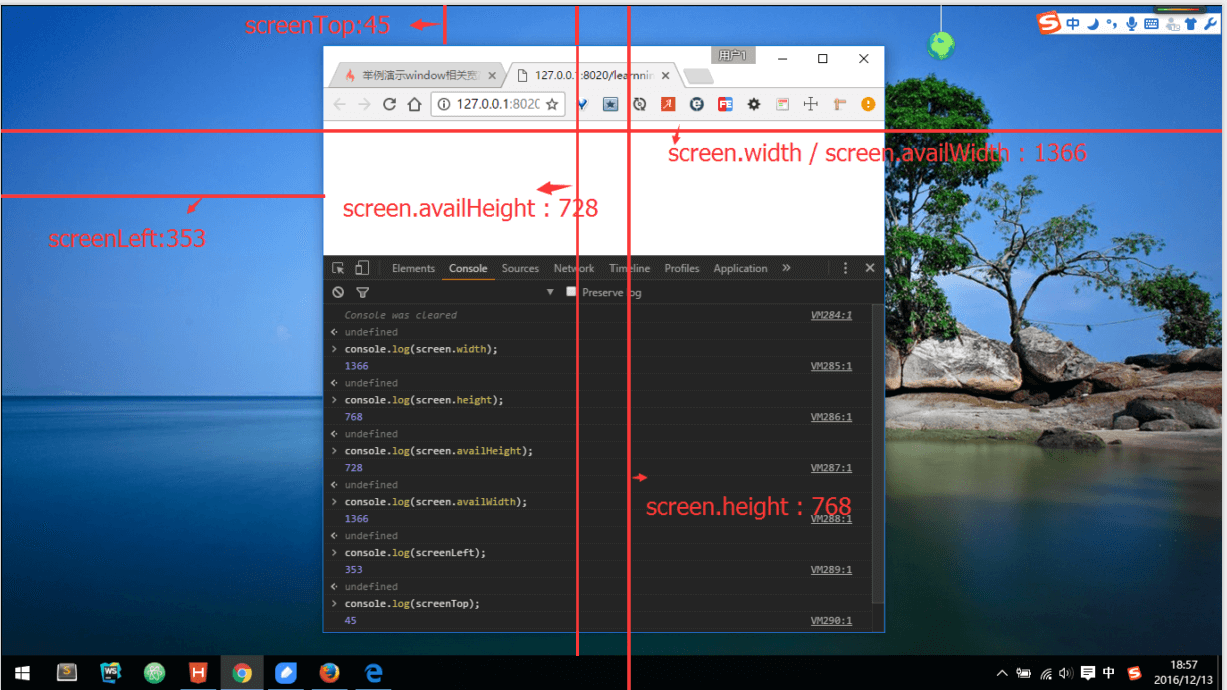 screenTop:45
中
用户1
举例演示window相关宽
127.0.0.1:8020/learnnin
127.0.0.1:8020
screen.width / screen.availWidth : 1366
screen.availHeight : 728
screenLeft:353
Elements Console Sources Network Timeline Profiles Application »
Preserve log
Console was cleared VM284:1
undefined
> console.log(screen.width);
1366 VM285:1
undefined
> console.log(screen.height);
768 VM286:1
undefined
> console.log(screen.availHeight);
728 VM287:1
undefined
> console.log(screen.availWidth);
1366 VM288:1
undefined
screen.height : 768
> console.log(screenLeft);
353 VM289:1
undefined
> console.log(screenTop);
45 VM290:1
中
18:57
2016/12/13